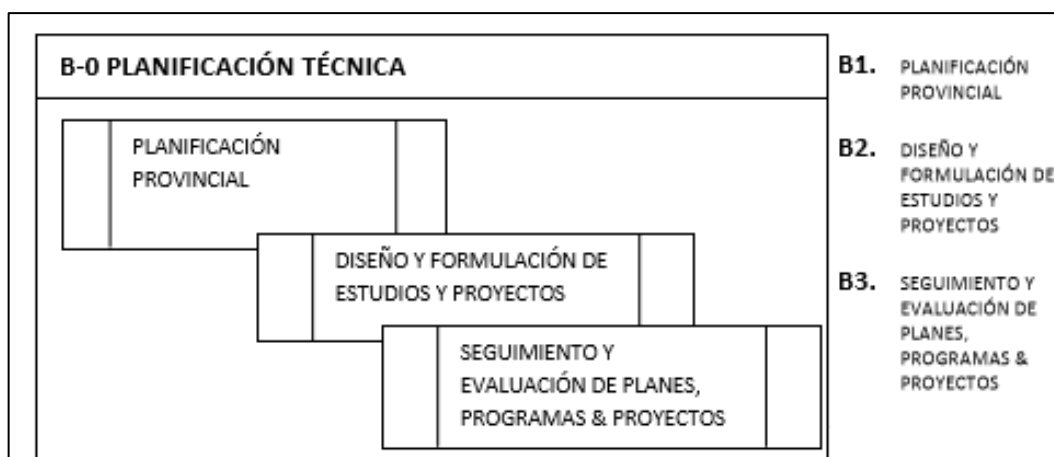 B-0 PLANIFICACIÓN TÉCNICA
PLANIFICACIÓN
PROVINCIAL
DISEÑO Y FORMULACIÓN DE
ESTUDIOS Y PROYECTOS
SEGUIMIENTO Y
EVALUACIÓN DE PLANES,
PROGRAMAS & PROYECTOS
B1. PLANIFICACIÓN
PROVINCIAL
B2. DISEÑO Y
FORMULACIÓN DE
ESTUDIOS Y
PROYECTOS
B3. SEGUIMIENTO Y
EVALUACIÓN DE
PLANES,
PROGRAMAS &
PROYECTOS